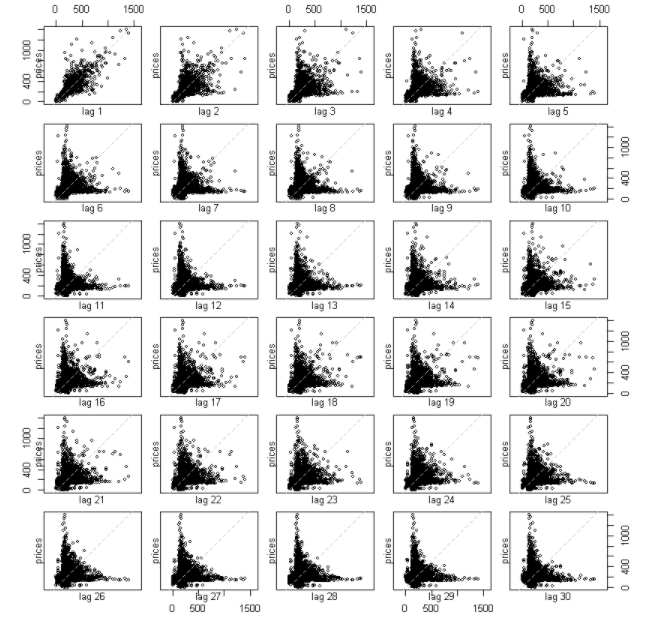 0 500 1500 0 500 1500 0 500 1500
prices 0 400 1000 prices prices prices prices
lag 1 lag 2 lag 3 lag 4 lag 5
prices prices prices prices prices 0 400 1000
lag 6 lag 7 lag 8 lag 9 lag 10
prices 0 400 1000 prices prices prices prices
lag 11 lag 12 lag 13 lag 14 lag 15
prices prices prices prices prices 0 400 1000
lag 16 lag 17 lag 18 lag 19 lag 20
prices 0 400 1000 prices prices prices prices
lag 21 lag 22 lag 23 lag 24 lag 25
prices prices prices prices prices 0 400 1000
lag 26 lag 27 lag 28 lag 29 lag 30
0 500 1500 0 500 1500